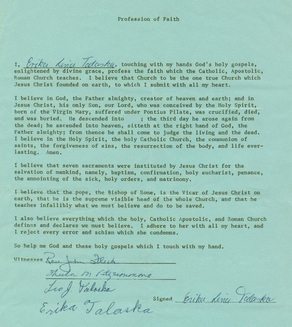 Profession of Faith
I, Erika Talaska, touching with my hands God's holy gospels,
enlightened by divine grace, profess the faith which the Catholic, Apostolic,
Roman Church teaches. I believe that Church to be the one true Church which
Jesus Christ founded on earth, to which I submit with all my heart.
I believe in God, the Father almighty, creator of heaven and earth; and in
Jesus Christ, his only Son, our Lord, who was conceived by the Holy Spirit,
born of the Virgin Mary, suffered under Pontius Pilate, was crucified, died,
and was buried. He descended into : the third day he arose again from
the dead; he ascended into heaven, sitteth at the right hand of God, the
Father almighty; from thence he shall come to judge the living and the dead.
I believe in the Holy Spirit, the holy Catholic Church, the communion of
saints, the forgiveness of sins, the resurrection of the body, and life ever-
lasting. Amen.
I believe that seven sacraments were instituted by Jesus Christ for the
salvation of mankind, namely, baptism, confirmation, holy eucharist, penance,
the annointing of the sick, holy orders, and matrimony.
I believe that the pope, the Bishop of Rome, is the Vicar of Jesus Christ on
earth, that he is the supreme visible head of the whole Church, and that he
teaches infallibly what we must believe and do to be saved.
I also believe everything which the holy, Catholic Apostolic, and Roman Church
defines and declares we must believe. I adhere to her with all my heart, and
I reject every error and schism which she condemns.
So help me God and these holy gospels which I touch with my hand.
Witnesses Rev. John
M
Leo J Talaska
Signed Erika Talaska
Erika Talaska